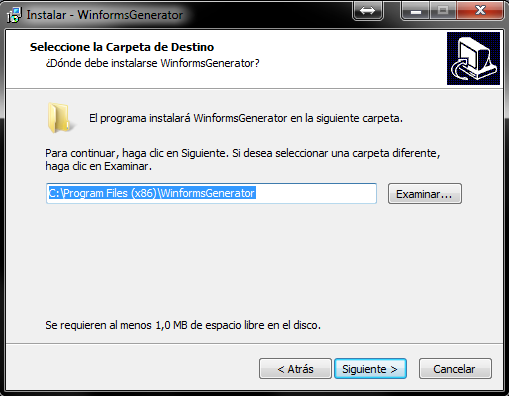 Instalar - WinformsGenerator
Seleccione la Carpeta de Destino
¿Dónde debe instalarse WinformsGenerator?
El programa instalará WinformsGenerator en la siguiente carpeta.
Para continuar, haga clic en Siguiente. Si desea seleccionar una carpeta diferente,
haga clic en Examinar.
C:\Program Files (x86)\WinformsGenerator
Examinar...
Se requieren al menos 1,0 MB de espacio libre en el disco.
< Atrás
Siguiente >
Cancelar